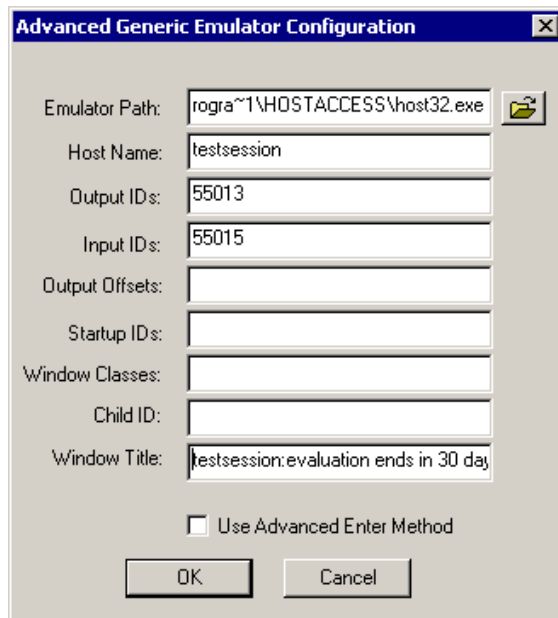 Advanced Generic Emulator Configuration
Emulator Path: rogra~1\HOSTACCESS\host32.exe
Host Name: testsession
Output IDs: 55013
Input IDs: 55015
Output Offsets:
Startup IDs:
Window Classes:
Child ID:
Window Title: testsession:evaluation ends in 30 day
Use Advanced Enter Method
OK Cancel